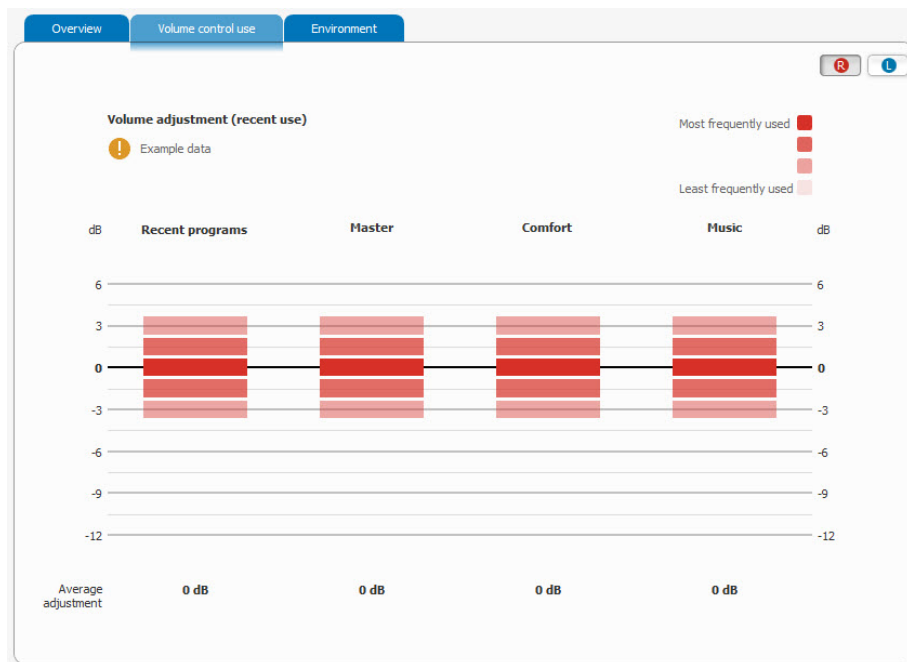 Overview Volume control use Environment
R L
Volume adjustment (recent use)
Most frequently used
! Example data
Least frequently used
dB Recent programs Master Comfort Music dB
6 6
3 3
0 0
-3 -3
-6 -6
-9 -9
-12 -12
Average
adjustment
0 dB 0 dB 0 dB 0 dB